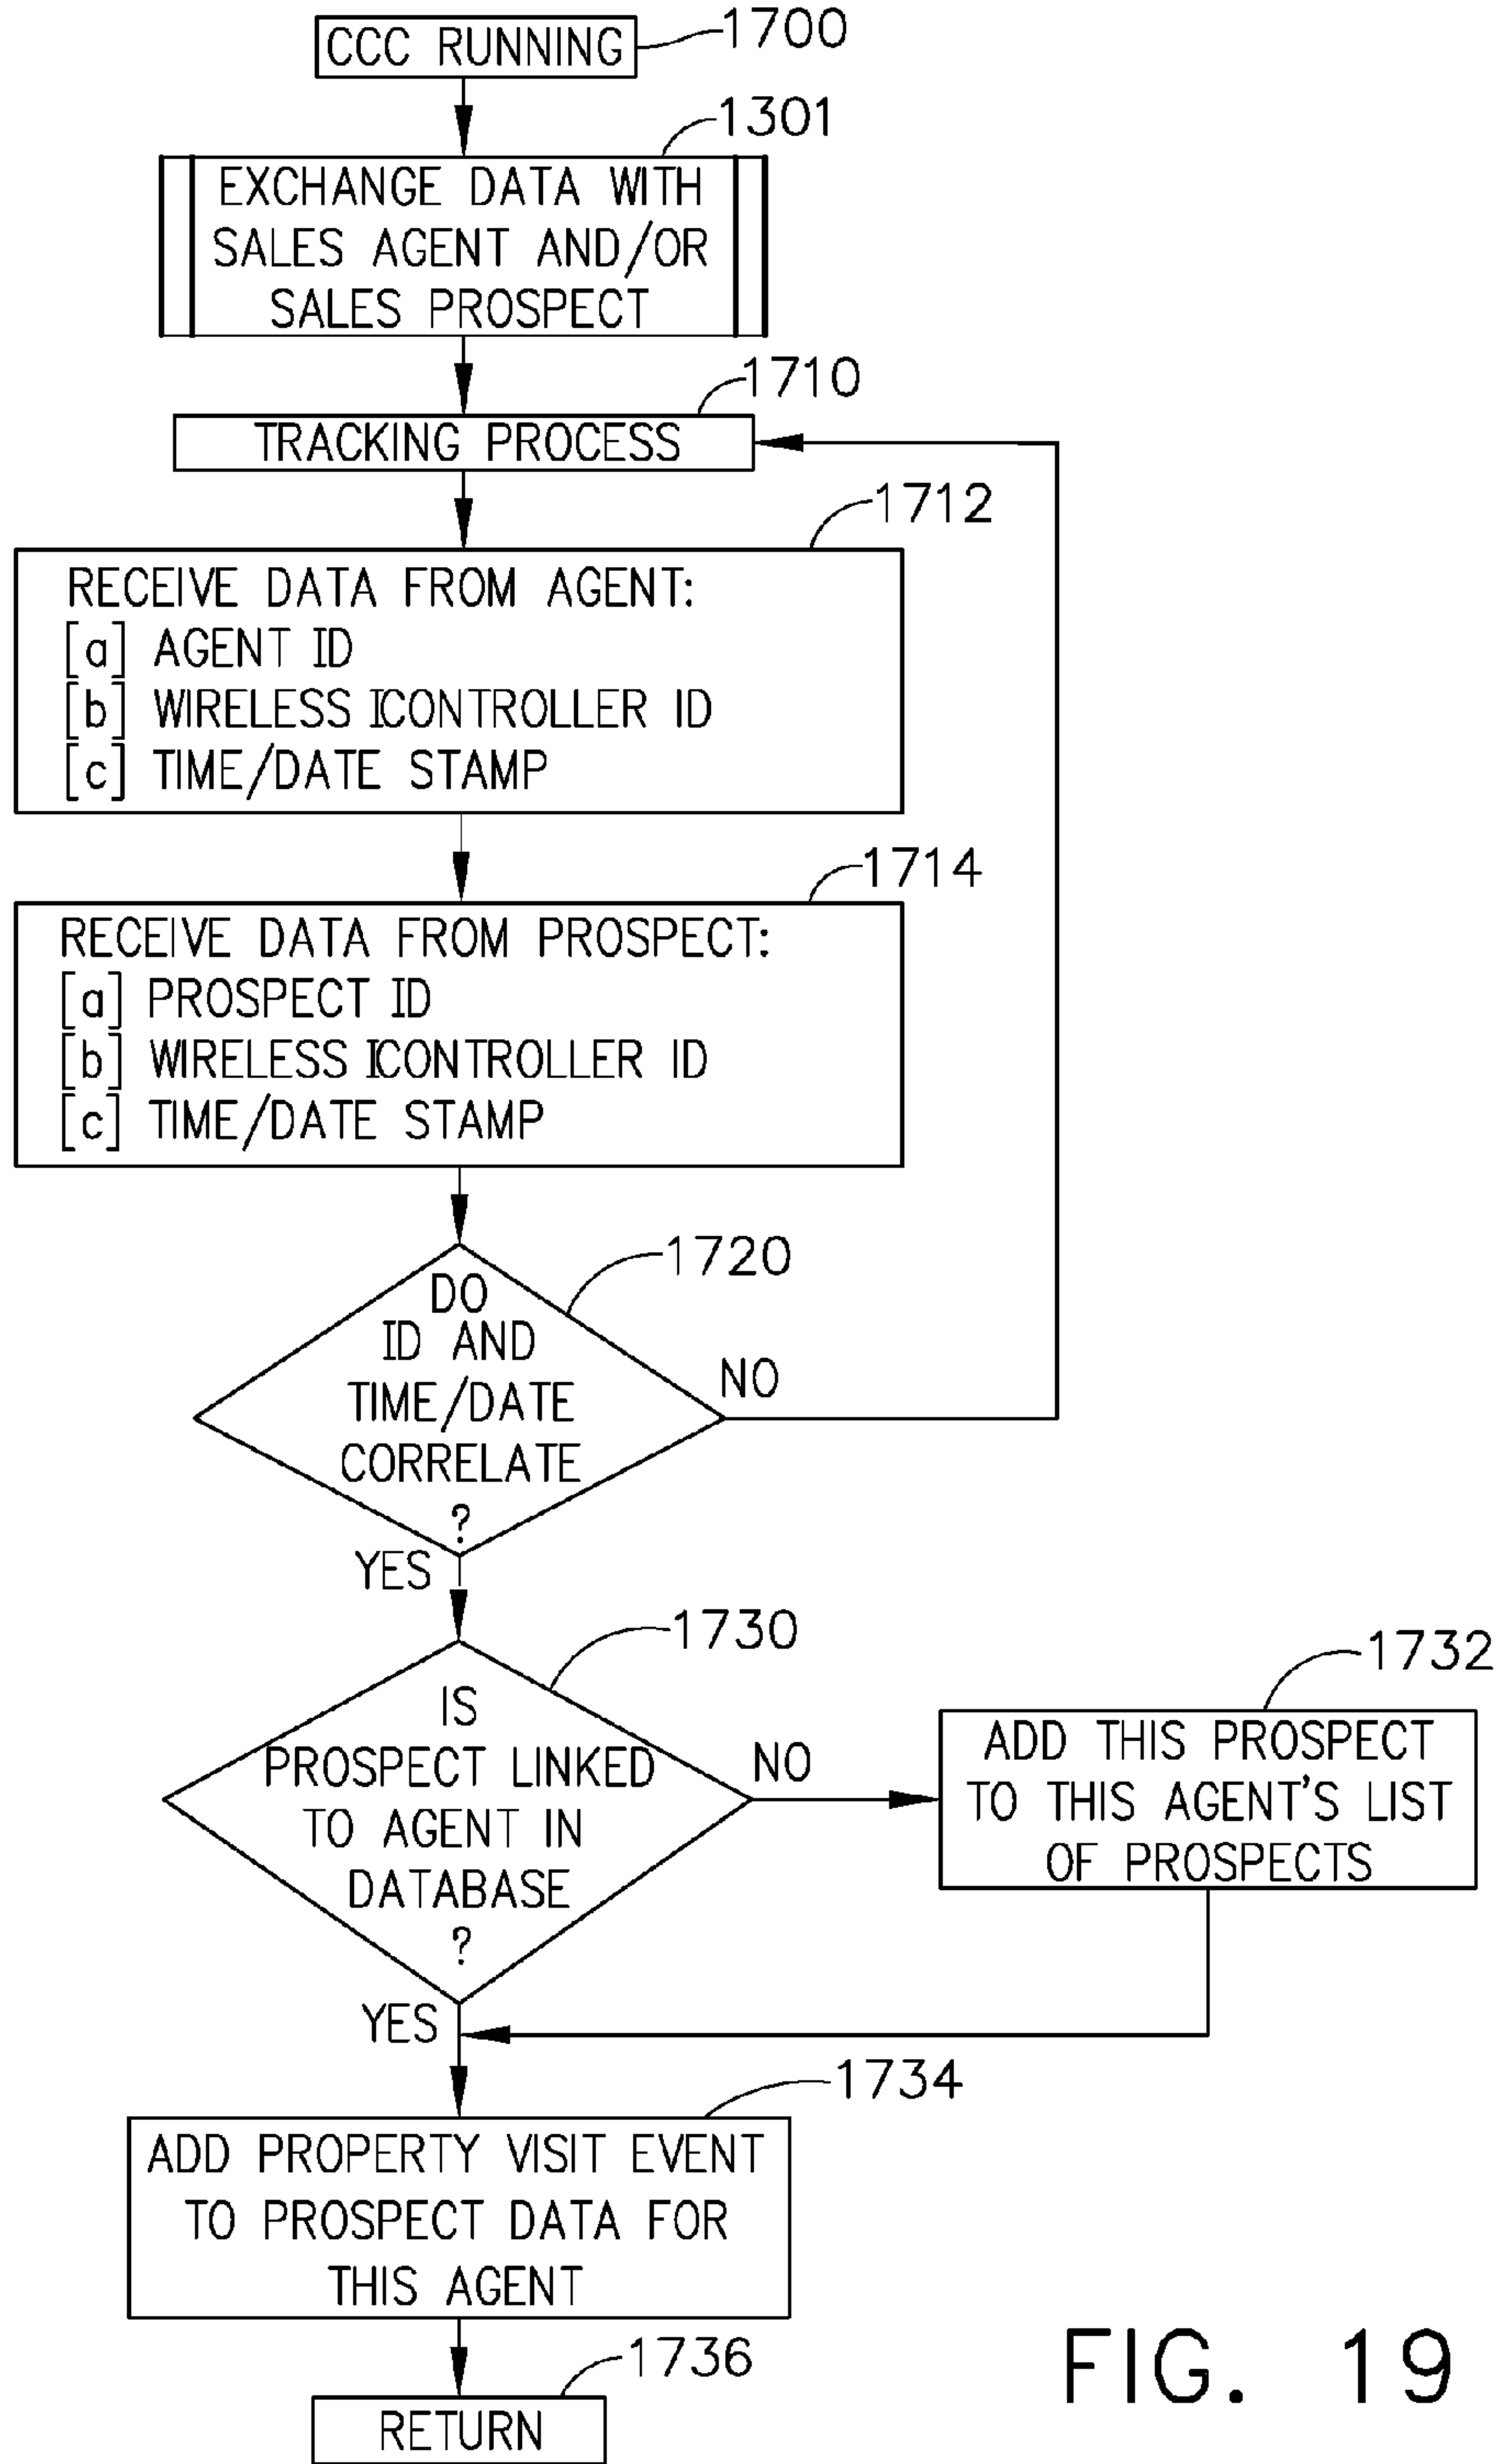 CCC RUNNING
1700
1301
EXCHANGE DATA WITH
SALES AGENT AND/OR
SALES PROSPECT
1710
TRACKING PROCESS
1712
RECEIVE DATA FROM AGENT:
[a] AGENT ID
[b] WIRELESS ICONTROLLER ID
[c] TIME/DATE STAMP
1714
RECEIVE DATA FROM PROSPECT:
[a] PROSPECT ID
[b] WIRELESS ICONTROLLER ID
[c] TIME/DATE STAMP
1720
DO
ID AND
TIME/DATE
CORRELATE
?
NO
YES
1730
IS
PROSPECT LINKED
TO AGENT IN
DATABASE
?
NO
1732
ADD THIS PROSPECT
TO THIS AGENT'S LIST
OF PROSPECTS
YES
1734
ADD PROPERTY VISIT EVENT
TO PROSPECT DATA FOR
THIS AGENT
1736
RETURN
FIG. 19